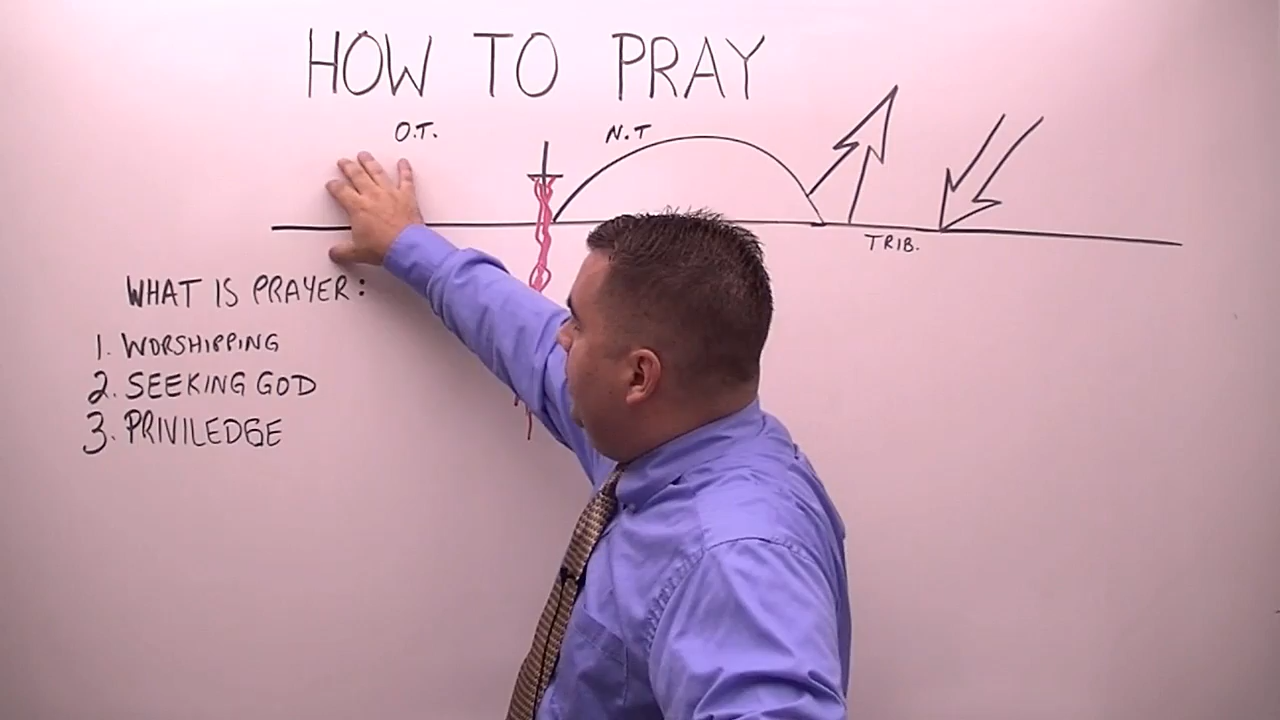 HOW TO PRAY
O.T.
N.T
TRIB.
WHAT IS PRAYER:
1. WORSHIPPING
2. SEEKING GOD
3. PRIVILEDGE